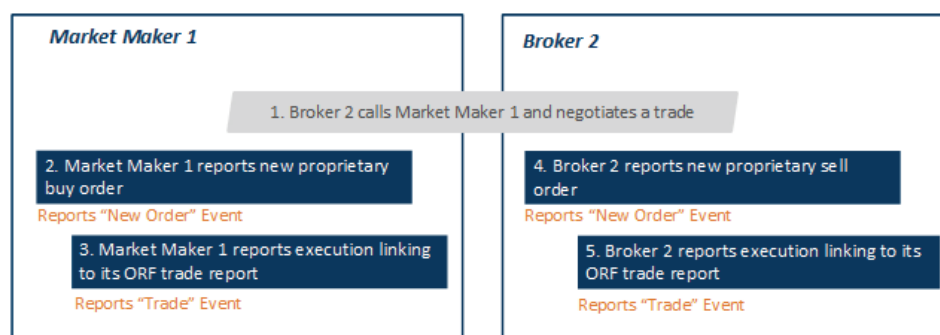 Market Maker 1
Broker 2
1. Broker 2 calls Market Maker 1 and negotiates a trade
2. Market Maker 1 reports new proprietary
buy order
Reports “New Order” Event
3. Market Maker 1 reports execution linking
to its ORF trade report
Reports “Trade” Event
4. Broker 2 reports new proprietary sell
order
Reports “New Order” Event
5. Broker 2 reports execution linking to its
ORF trade report
Reports “Trade” Event